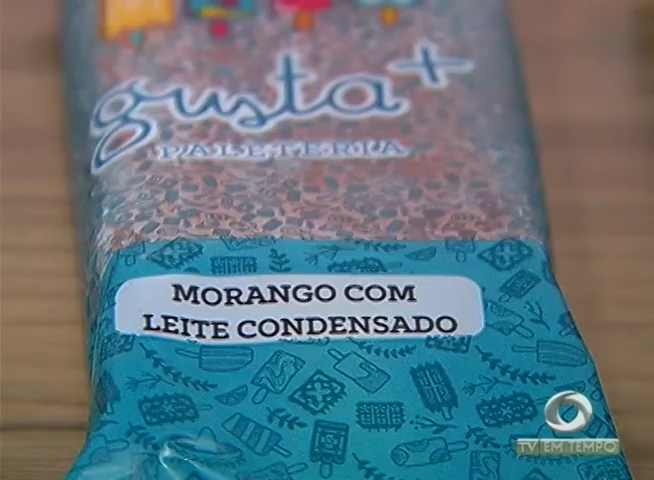 gusta+
PALETERIA
MORANGO COM
LEITE CONDENSADO
TV EM TEMPO